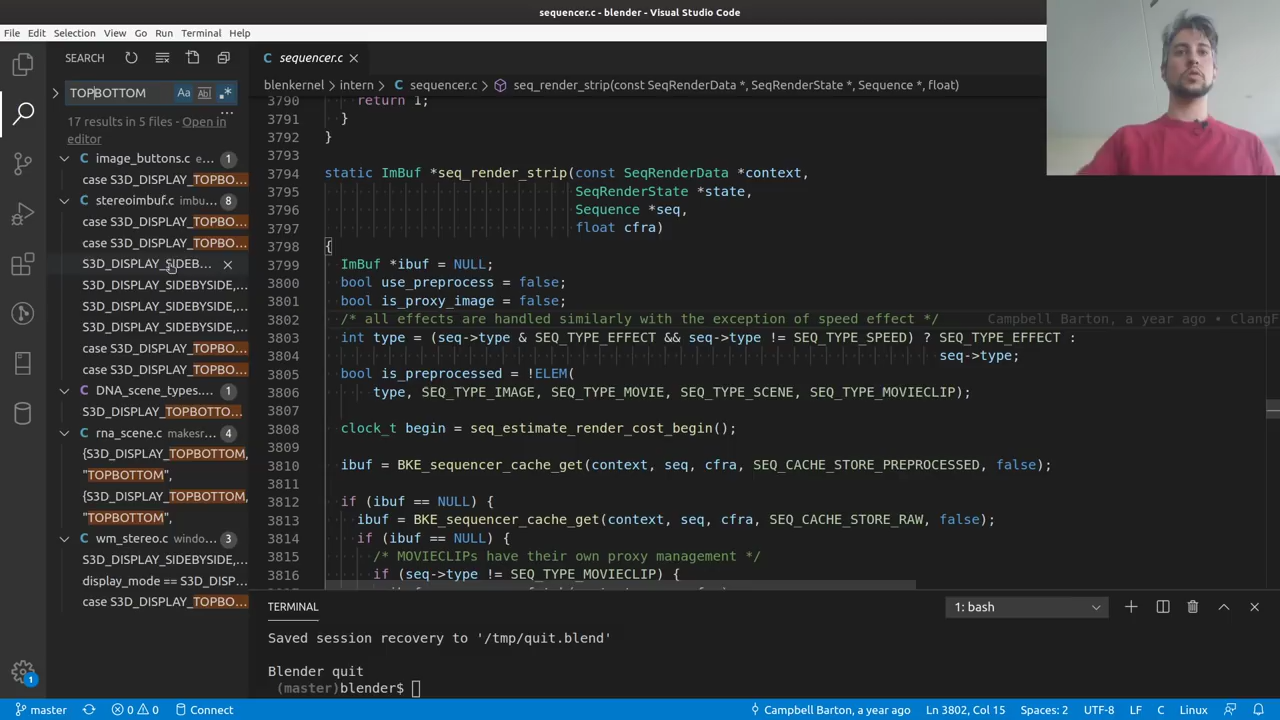 sequencer.c - blender - Visual Studio Code
File Edit Selection View Go Run Terminal Help
SEARCH
TOPBOTTOM
17 results in 5 files - Open in
editor
image_buttons.c e... 1
case S3D_DISPLAY_TOPBO...
stereoimbuf.c imbu... 8
case S3D_DISPLAY_TOPBO...
case S3D_DISPLAY_TOPBO...
S3D_DISPLAY_SIDEB...
S3D_DISPLAY_SIDEBYSIDE,...
S3D_DISPLAY_SIDEBYSIDE,...
S3D_DISPLAY_SIDEBYSIDE,...
case S3D_DISPLAY_TOPBO...
case S3D_DISPLAY_TOPBO...
DNA_scene_types.... 1
S3D_DISPLAY_TOPBOTTO...
rna_scene.c makesr... 4
{S3D_DISPLAY_TOPBOTTOM,
"TOPBOTTOM",
{S3D_DISPLAY_TOPBOTTOM,
"TOPBOTTOM",
wm_stereo.c windo... 3
S3D_DISPLAY_SIDEBYSIDE,...
display_mode == S3D_DISP...
case S3D_DISPLAY_TOPBO...
C sequencer.c
blenkernel > intern > C sequencer.c > seq_render_strip(const SeqRenderData *, SeqRenderState *, Sequence *, float)
3790 return 1;
3791 }
3792 }
3793
3794 static ImBuf *seq_render_strip(const SeqRenderData *context,
3795 SeqRenderState *state,
3796 Sequence *seq,
3797 float cfra)
3798 {
3799 ImBuf *ibuf = NULL;
3800 bool use_preprocess = false;
3801 bool is_proxy_image = false;
3802 /* all effects are handled similarly with the exception of speed effect */ Campbell Barton, a year ago • ClangF
3803 int type = (seq->type & SEQ_TYPE_EFFECT && seq->type != SEQ_TYPE_SPEED) ? SEQ_TYPE_EFFECT :
3804 seq->type;
3805 bool is_preprocessed = !ELEM(
3806 type, SEQ_TYPE_IMAGE, SEQ_TYPE_MOVIE, SEQ_TYPE_SCENE, SEQ_TYPE_MOVIECLIP);
3807
3808 clock_t begin = seq_estimate_render_cost_begin();
3809
3810 ibuf = BKE_sequencer_cache_get(context, seq, cfra, SEQ_CACHE_STORE_PREPROCESSED, false);
3811
3812 if (ibuf == NULL) {
3813 ibuf = BKE_sequencer_cache_get(context, seq, cfra, SEQ_CACHE_STORE_RAW, false);
3814 if (ibuf == NULL) {
3815 /* MOVIECLIPs have their own proxy management */
3816 if (seq->type != SEQ_TYPE_MOVIECLIP) {
TERMINAL
1: bash
Saved session recovery to '/tmp/quit.blend'
Blender quit
(master)blender$
1
master 0 0 Connect Campbell Barton, a year ago Ln 3802, Col 15 Spaces: 2 UTF-8 LF C Linux